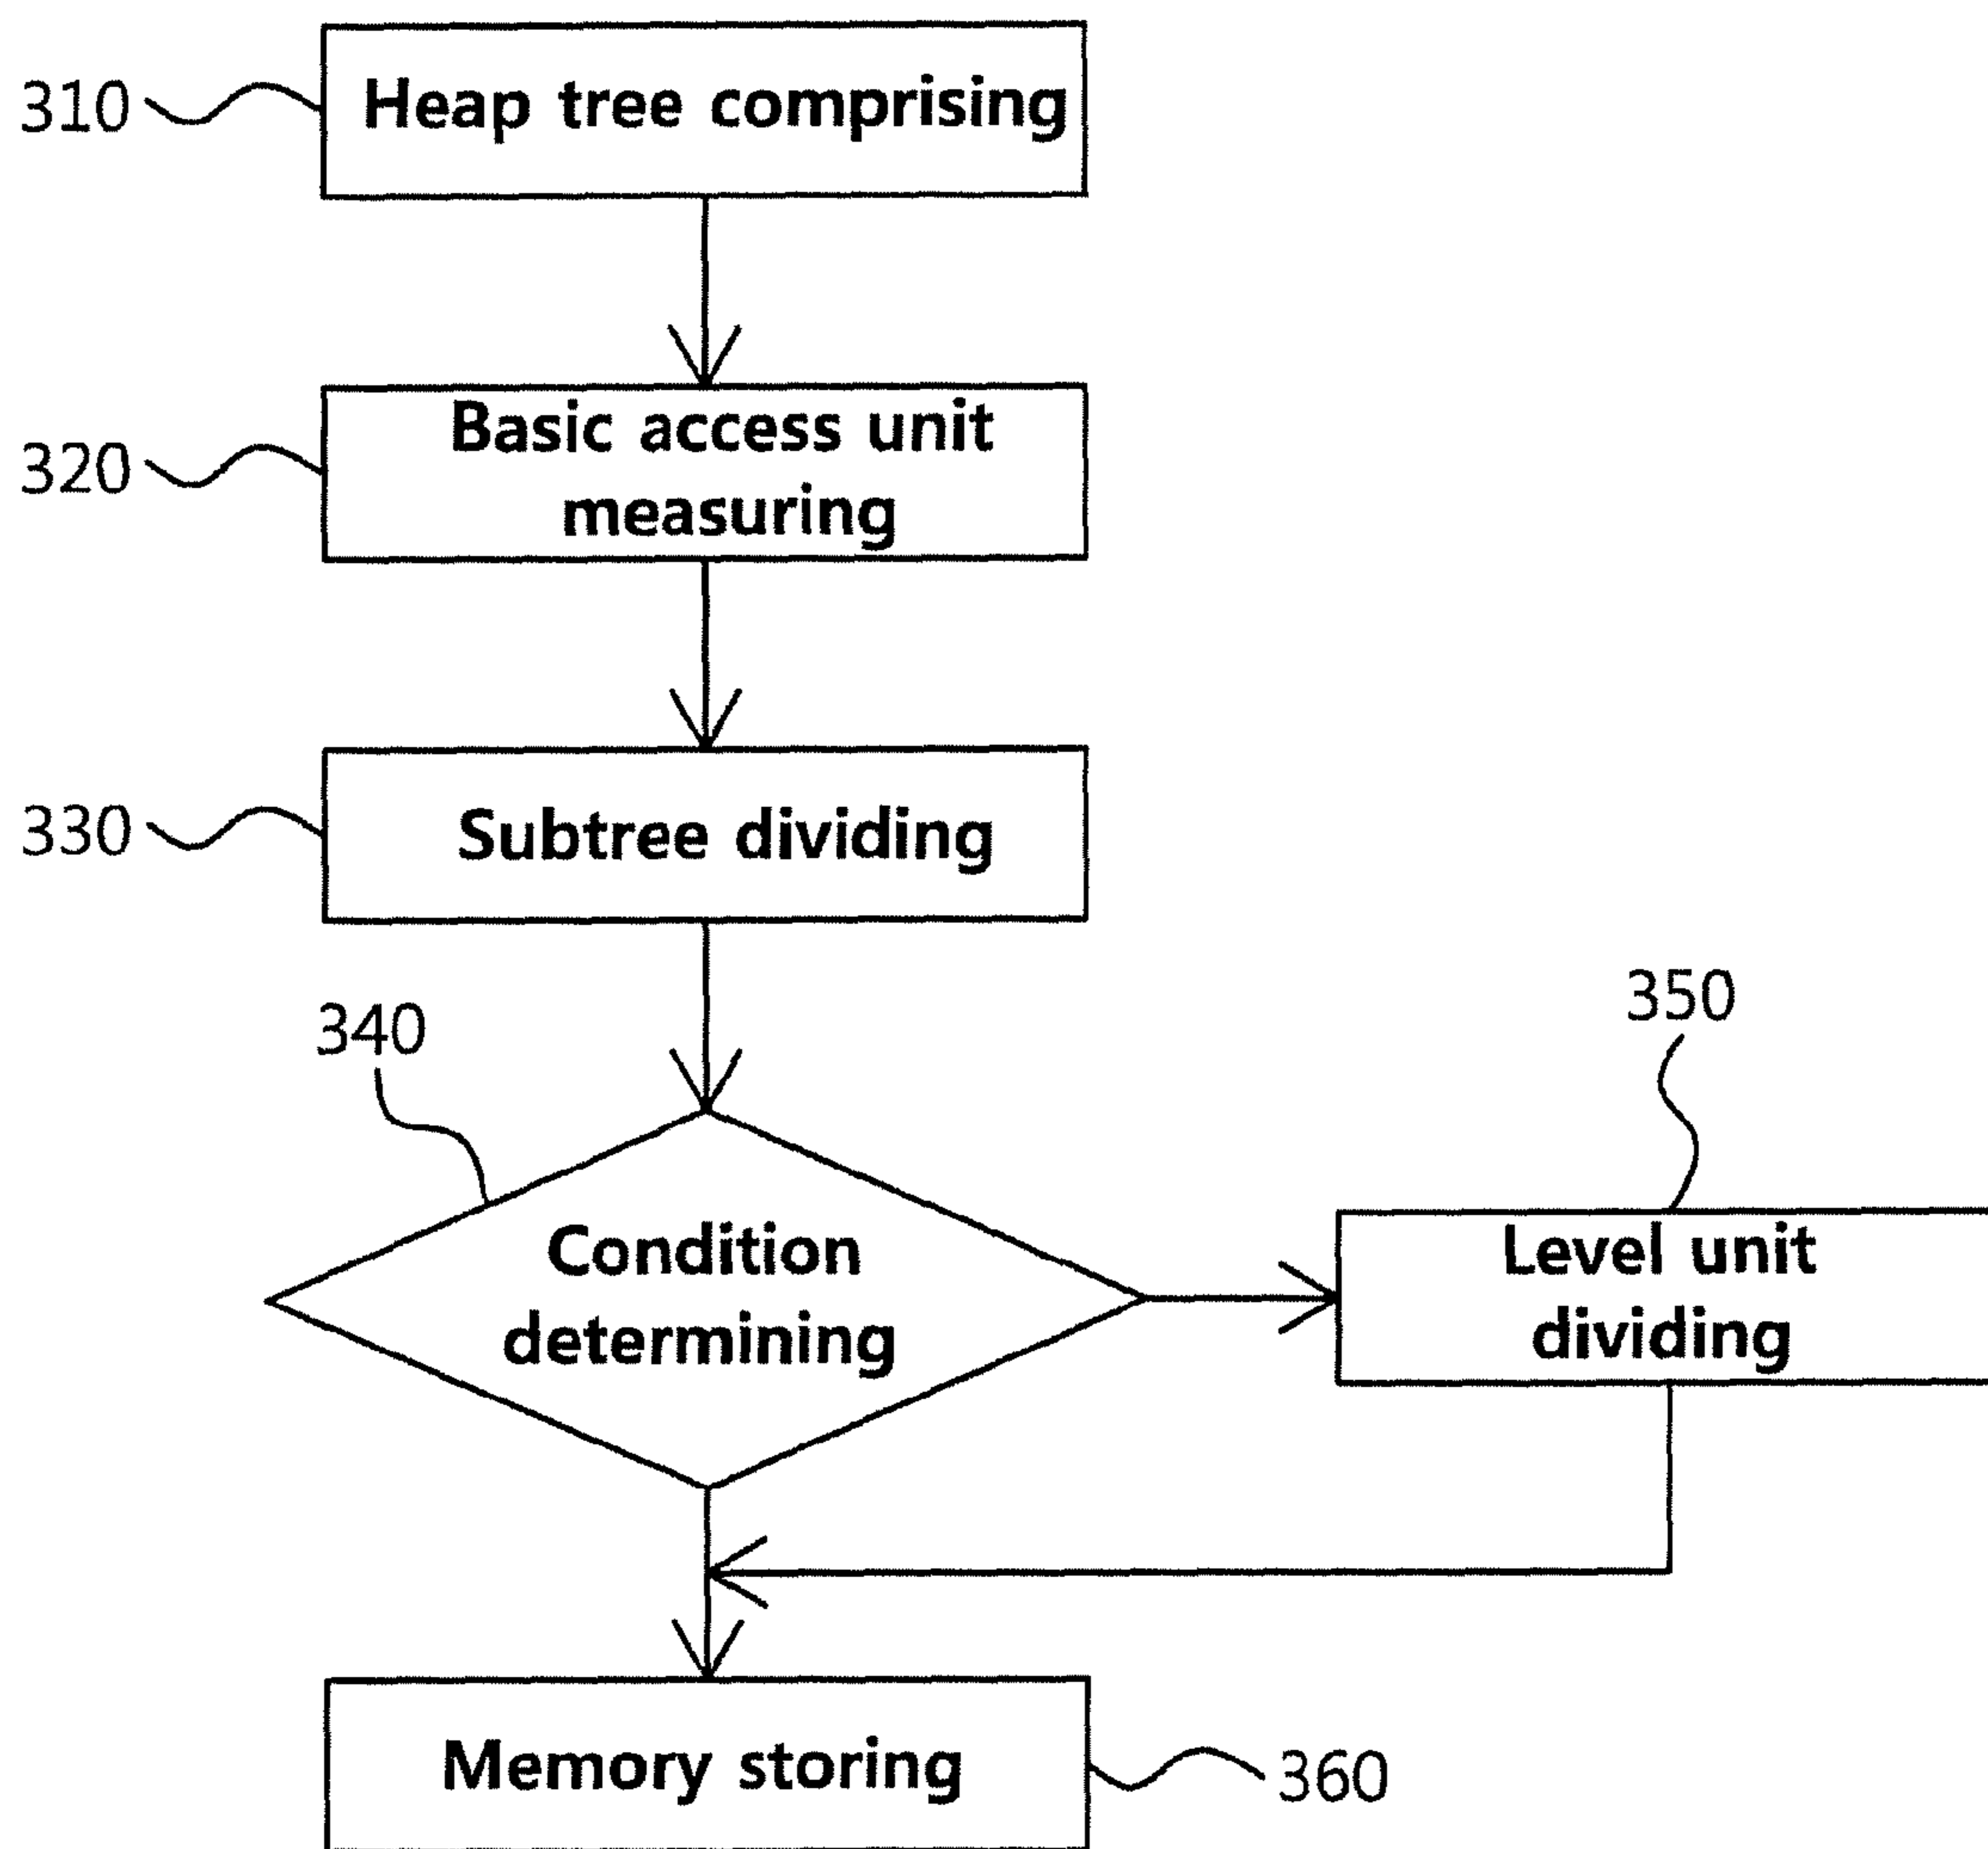 310
Heap tree comprising
320
Basic access unit
measuring
330
Subtree dividing
340
Condition
determining
350
Level unit
dividing
Memory storing
360